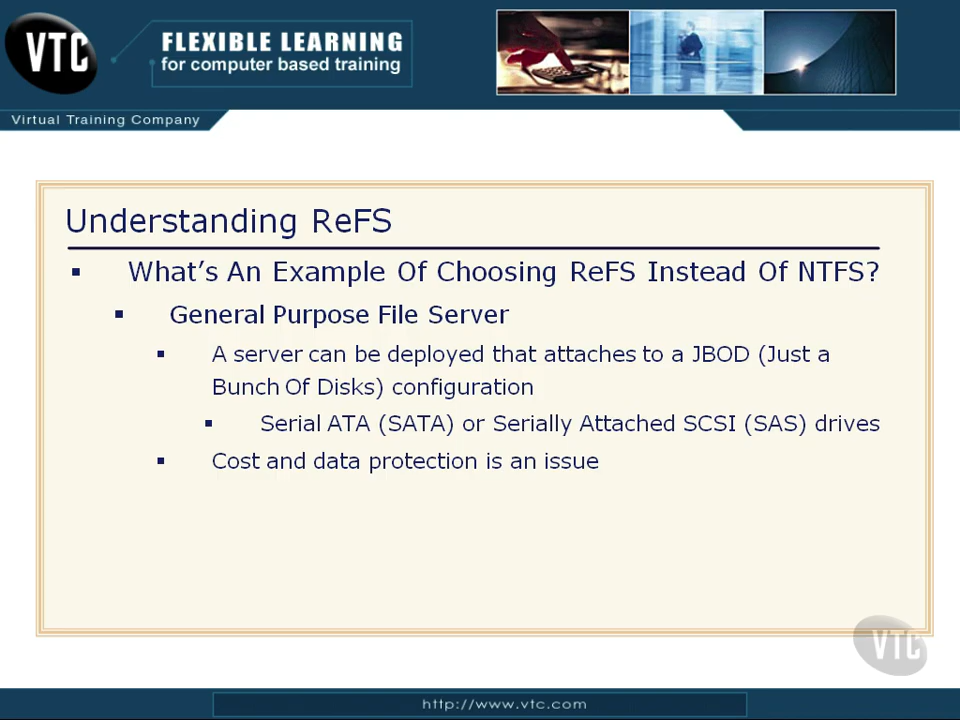 VTC
FLEXIBLE LEARNING
for computer based training
Virtual Training Company
Understanding ReFS
▪ What's An Example Of Choosing ReFS Instead Of NTFS?
▪ General Purpose File Server
▪ A server can be deployed that attaches to a JBOD (Just a
Bunch Of Disks) configuration
▪ Serial ATA (SATA) or Serially Attached SCSI (SAS) drives
▪ Cost and data protection is an issue
VTC
http://www.vtc.com